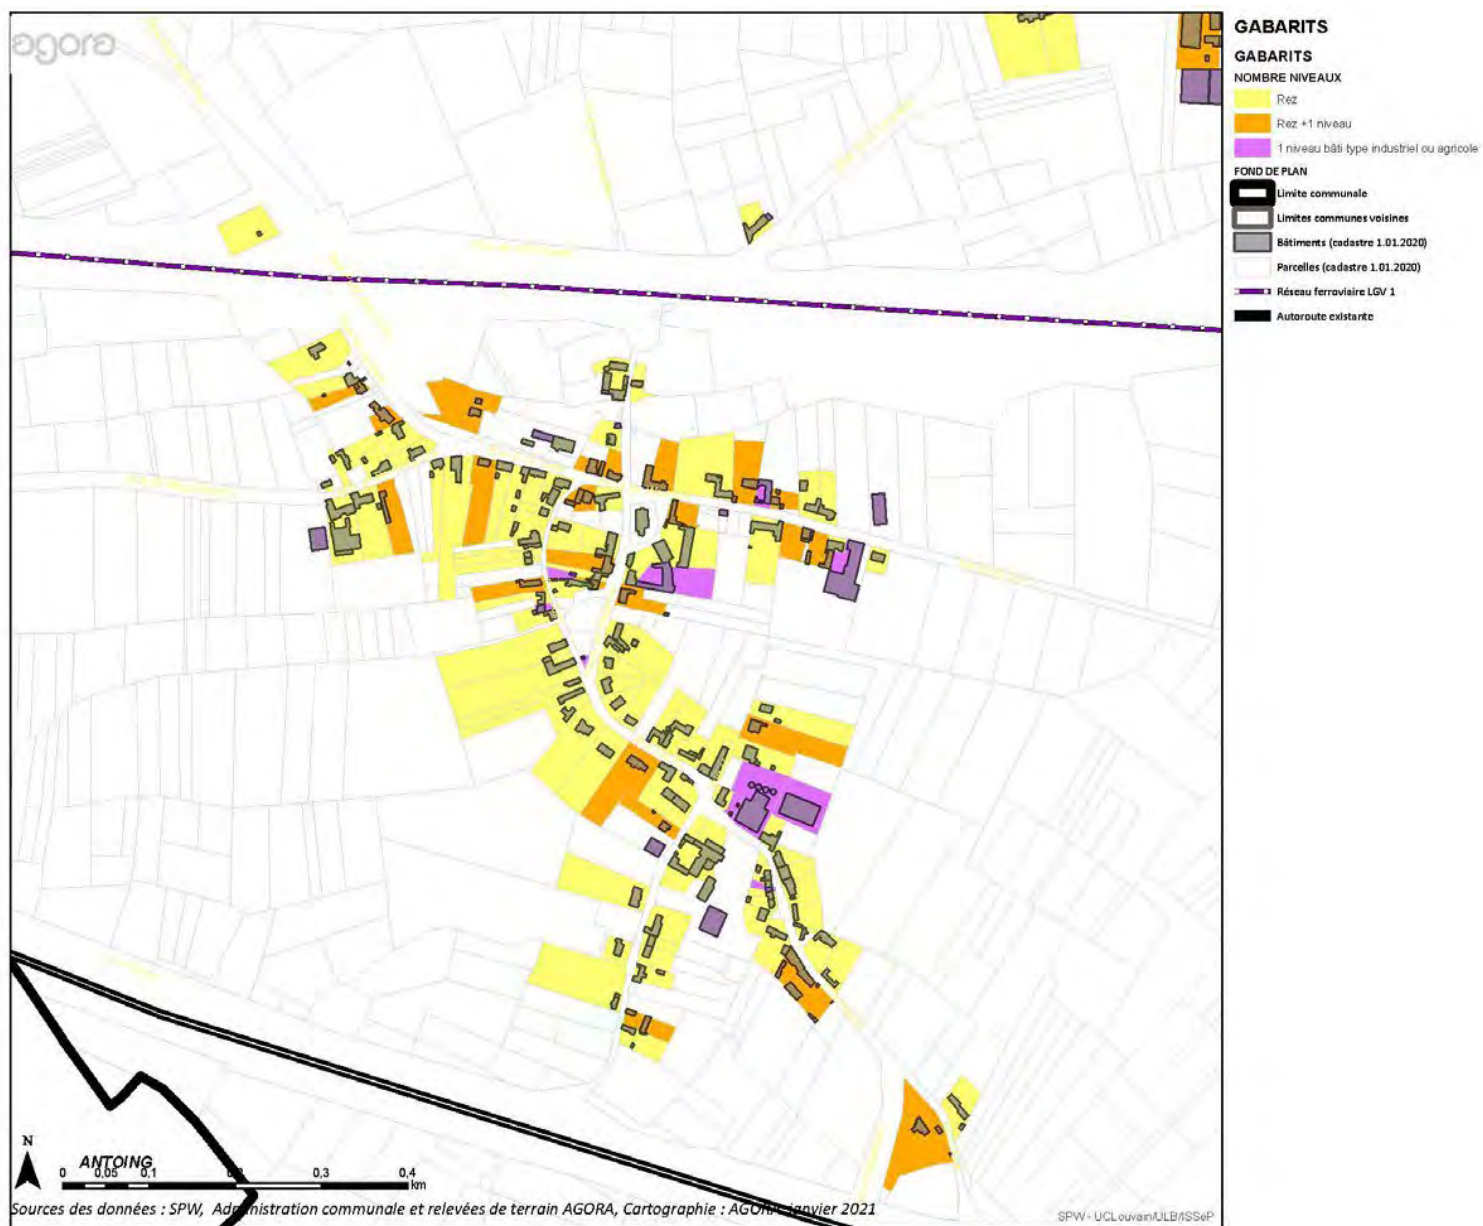 agora
GABARITS
GABARITS
NOMBRE NIVEAUX
Rez
Rez +1 niveau
1 niveau bâti type industriel ou agricole
FOND DE PLAN
Limite communale
Limites communes voisines
Bâtiments (cadastre 1.01.2020)
Parcelles (cadastre 1.01.2020)
Réseau ferroviaire LGV 1
Autoroute existante
N
ANTOING
0 0,05 0,1 0,2 0,3 0,4
km
Sources des données : SPW, Administration communale et relevées de terrain AGORA, Cartographie : AGORA janvier 2021
SPW - UCLouvain/ULB/ISSeP